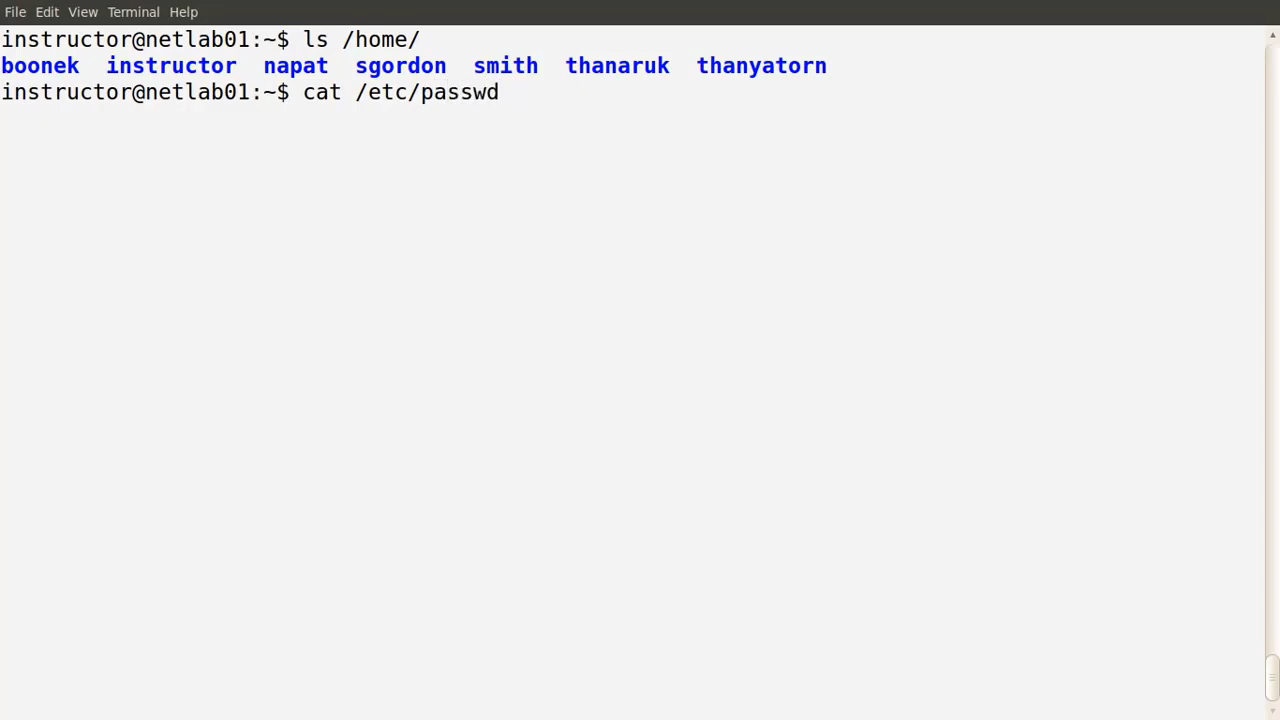 File Edit View Terminal Help
instructor@netlab01:~$ ls /home/
boonek  instructor  napat  sgordon  smith  thanaruk  thanyatorn
instructor@netlab01:~$ cat /etc/passwd